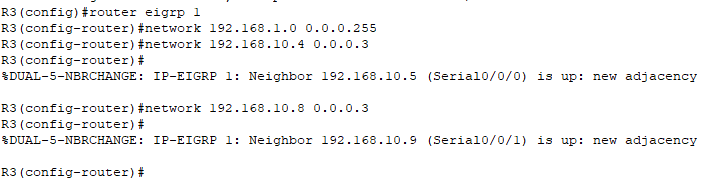 R3(config)#router eigrp 1
R3(config-router)#network 192.168.1.0 0.0.0.255
R3(config-router)#network 192.168.10.4 0.0.0.3
R3(config-router)#
%DUAL-5-NBRCHANGE: IP-EIGRP 1: Neighbor 192.168.10.5 (Serial0/0/0) is up: new adjacency
R3(config-router)#network 192.168.10.8 0.0.0.3
R3(config-router)#
%DUAL-5-NBRCHANGE: IP-EIGRP 1: Neighbor 192.168.10.9 (Serial0/0/1) is up: new adjacency
R3(config-router)#